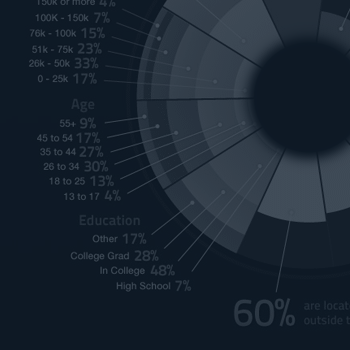 150k or more 4%
100K - 150k 7%
76k - 100k 15%
51k - 75k 23%
26k - 50k 33%
0 - 25k 17%
Age
55+ 9%
45 to 54 17%
35 to 44 27%
26 to 34 30%
18 to 25 13%
13 to 17 4%
Education
Other 17%
College Grad 28%
In College 48%
High School 7%
60% are locat
outside t